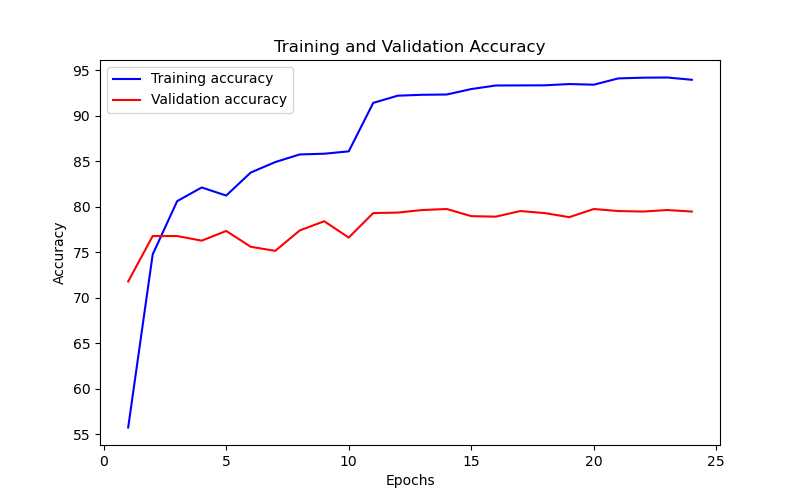 Training and Validation Accuracy
Training accuracy
Validation accuracy
95
90
85
80
75
70
65
60
55
Accuracy
0 5 10 15 20 25
Epochs